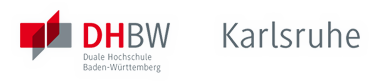 DHBW Karlsruhe
Duale Hochschule
Baden-Württemberg